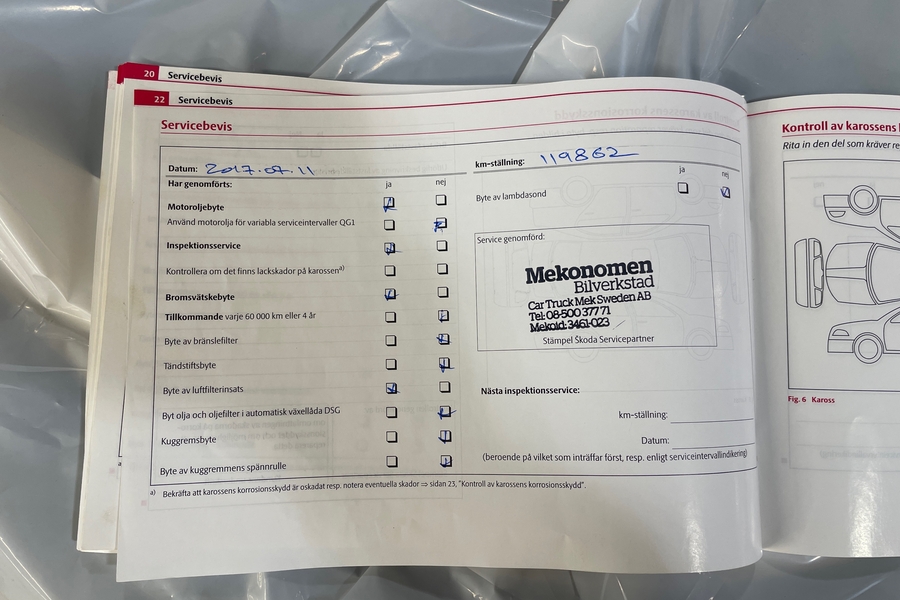 20 Servicebevis
22 Servicebevis
Servicebevis
Datum: 2017.07.11
Har genomförts: ja nej
Motoroljebyte
Använd motorolja för variabla serviceintervaller QG1
Inspektionsservice
Kontrollera om det finns lackskador på karossen a)
Bromsvätskebyte
Tillkommande varje 60 000 km eller 4 år
Byte av bränslefilter
Tändstiftsbyte
Byte av luftfilterinsats
Byt olja och oljefilter i automatisk växellåda DSG
Kuggremsbyte
Byte av kuggremmens spännrulle
km-ställning: 119862
ja nej
Byte av lambdasond
Service genomförd:
Mekonomen
Bilverkstad
Car Truck Mek Sweden AB
Tel: 08-500 377 71
Mekoid: 3461-023
Stämpel Škoda Servicepartner
Nästa inspektionsservice:
km-ställning:
Datum:
(beroende på vilket som inträffar först, resp. enligt serviceintervallindikering)
a) Bekräfta att karossens korrosionsskydd är oskadat resp. notera eventuella skador ⇒ sidan 23, "Kontroll av karossens korrosionsskydd".
Kontroll av karossens
Rita in den del som kräver
Fig. 6 Kaross